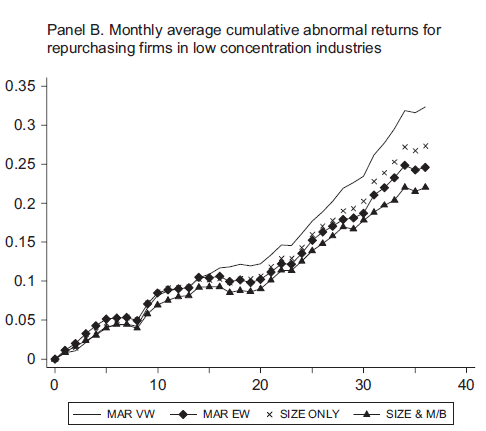 Panel B. Monthly average cumulative abnormal returns for
repurchasing firms in low concentration industries
0.35
0.3
0.25
0.2
0.15
0.1
0.05
0
0 10 20 30 40
MAR VW MAR EW SIZE ONLY SIZE & M/B